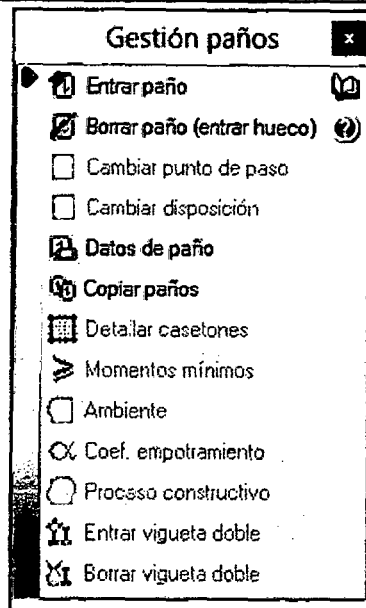 Gestión paños
Entrar paño
Borrar paño (entrar hueco)
Cambiar punto de paso
Cambiar disposición
Datos de paño
Copiar paños
Detallar casetones
Momentos mínimos
Ambiente
Coef. empotramiento
Proceso constructivo
Entrar vigueta doble
Borrar vigueta doble